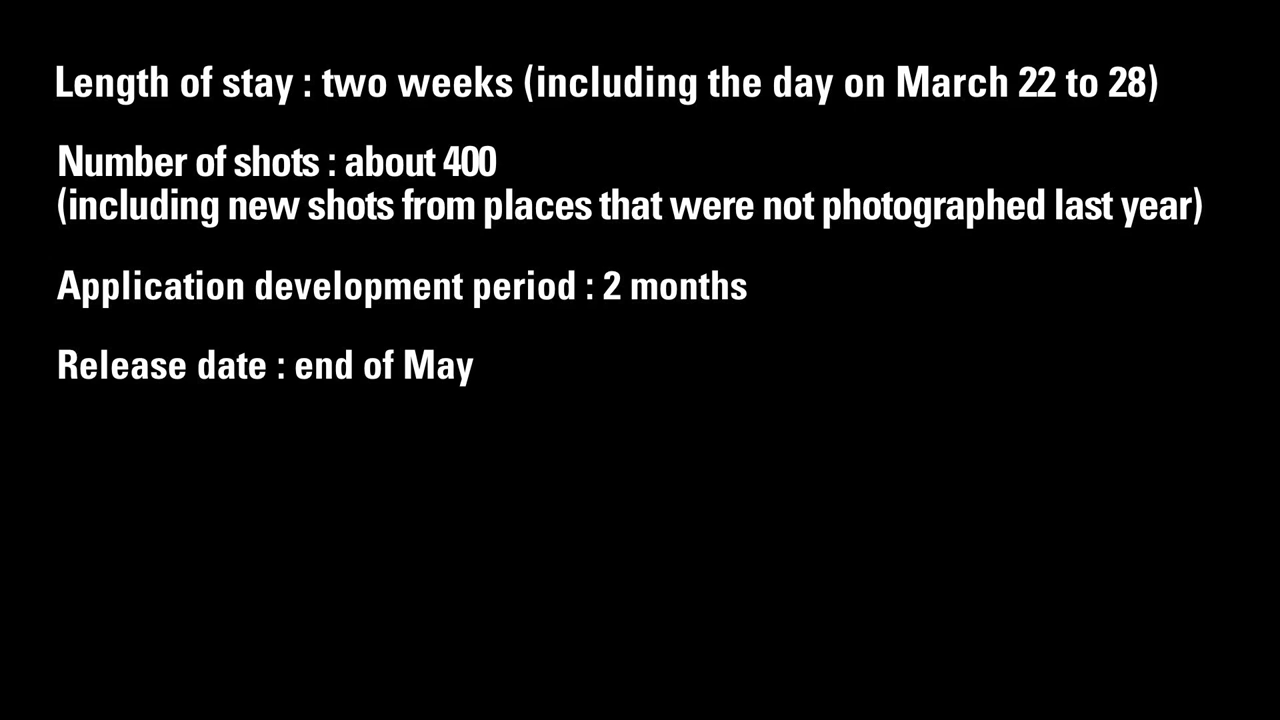 Length of stay : two weeks (including the day on March 22 to 28)
Number of shots : about 400
(including new shots from places that were not photographed last year)
Application development period : 2 months
Release date : end of May